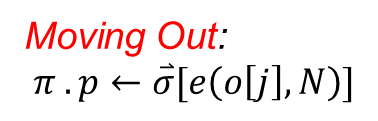 Moving Out:
π . p ← σ⃗[e(o[j], N)]